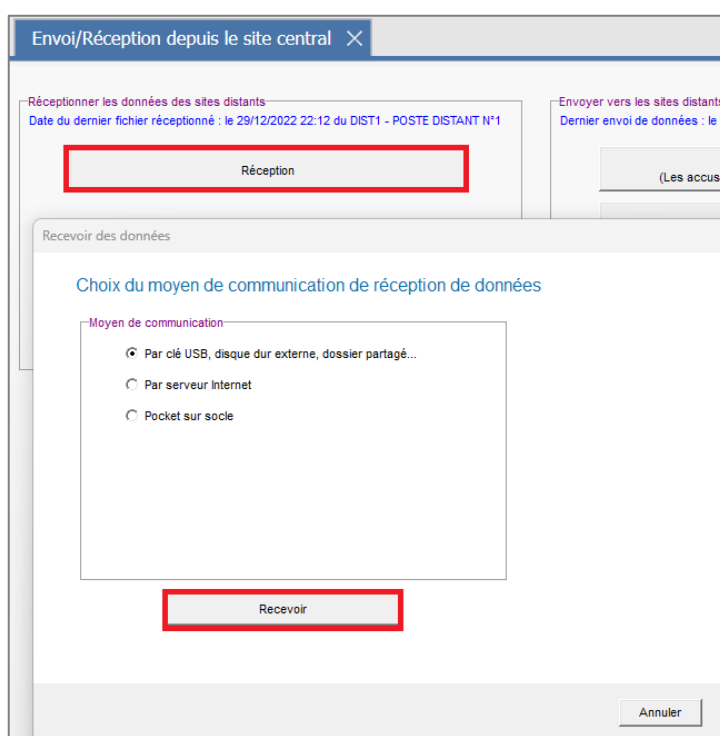 Envoi/Réception depuis le site central
Réceptionner les données des sites distants
Date du dernier fichier réceptionné : le 29/12/2022 22:12 du DIST1 - POSTE DISTANT N°1
Réception
Envoyer vers les sites distants
Dernier envoi de données : le
(Les accus
Recevoir des données
Choix du moyen de communication de réception de données
Moyen de communication
Par clé USB, disque dur externe, dossier partagé...
Par serveur Internet
Pocket sur socle
Recevoir
Annuler